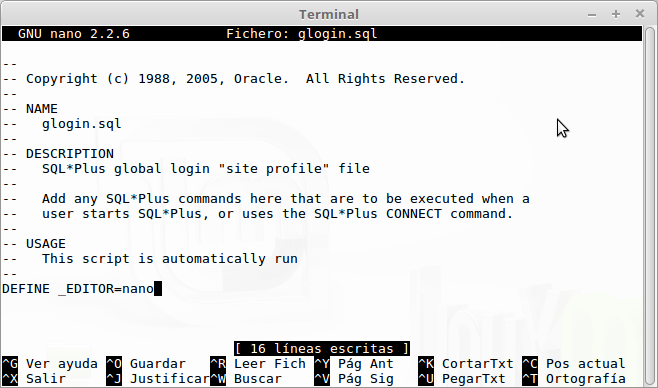 Terminal
GNU nano 2.2.6 Fichero: glogin.sql
--
-- Copyright (c) 1988, 2005, Oracle.  All Rights Reserved.
--
-- NAME
--   glogin.sql
--
-- DESCRIPTION
--   SQL*Plus global login "site profile" file
--
--   Add any SQL*Plus commands here that are to be executed when a
--   user starts SQL*Plus, or uses the SQL*Plus CONNECT command.
--
-- USAGE
--   This script is automatically run
--
DEFINE _EDITOR=nano
[ 16 líneas escritas ]
^G Ver ayuda ^O Guardar ^R Leer Fich ^Y Pág Ant ^K CortarTxt ^C Pos actual
^X Salir ^J Justificar ^W Buscar ^V Pág Sig ^U PegarTxt ^T Ortografía